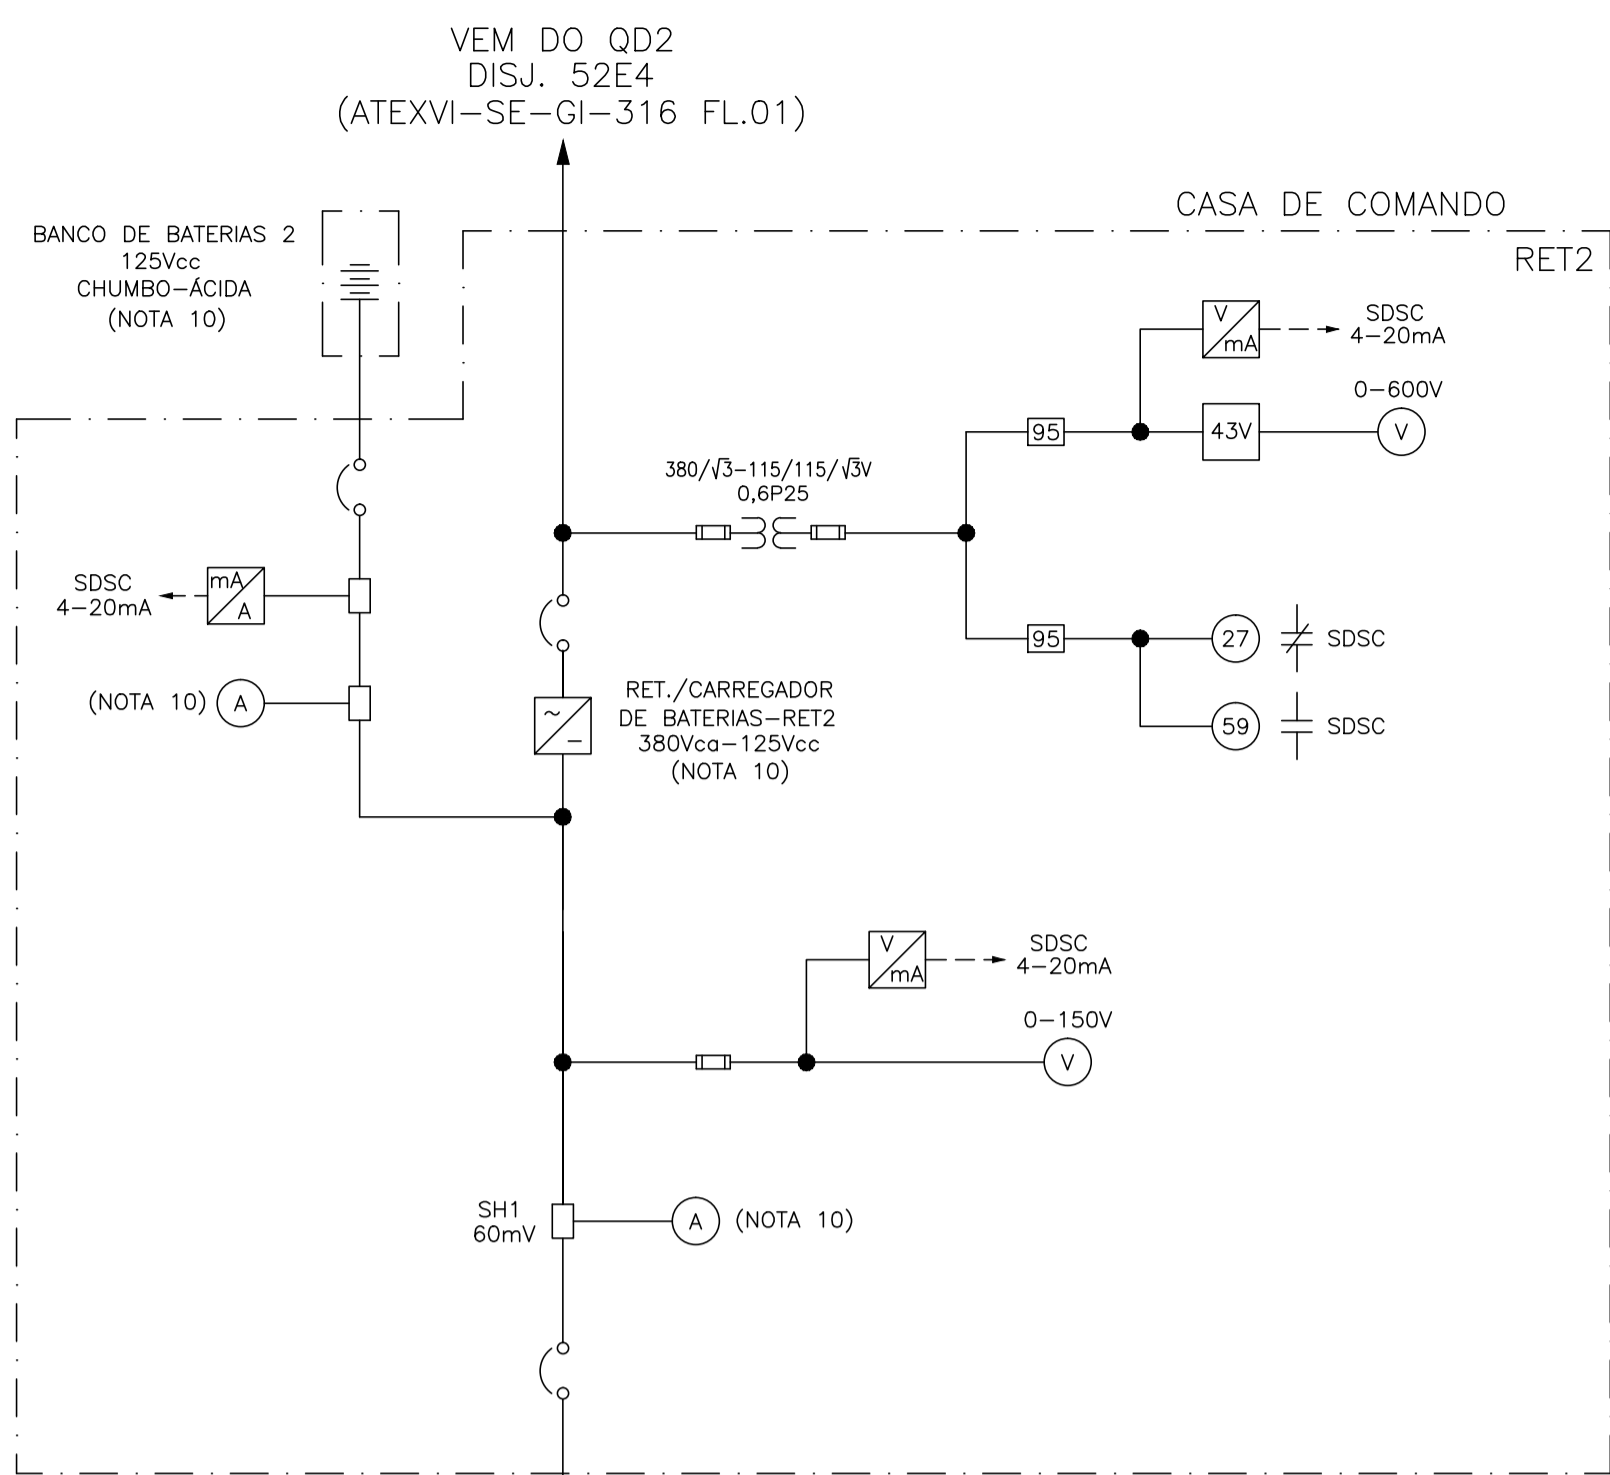 VEM DO QD2
DISJ. 52E4
(ATEXVI-SE-GI-316 FL.01)
CASA DE COMANDO
RET2
BANCO DE BATERIAS 2
125Vcc
CHUMBO-ÁCIDA
(NOTA 10)
V
mA
SDSC
4-20mA
0-600V
95
43V
V
380/√3-115/115/√3V
0,6P25
SDSC
4-20mA
mA
A
95
27
SDSC
59
SDSC
(NOTA 10)
A
RET./CARREGADOR
DE BATERIAS-RET2
380Vca-125Vcc
(NOTA 10)
~
-
V
mA
SDSC
4-20mA
0-150V
V
SH1
60mV
A
(NOTA 10)